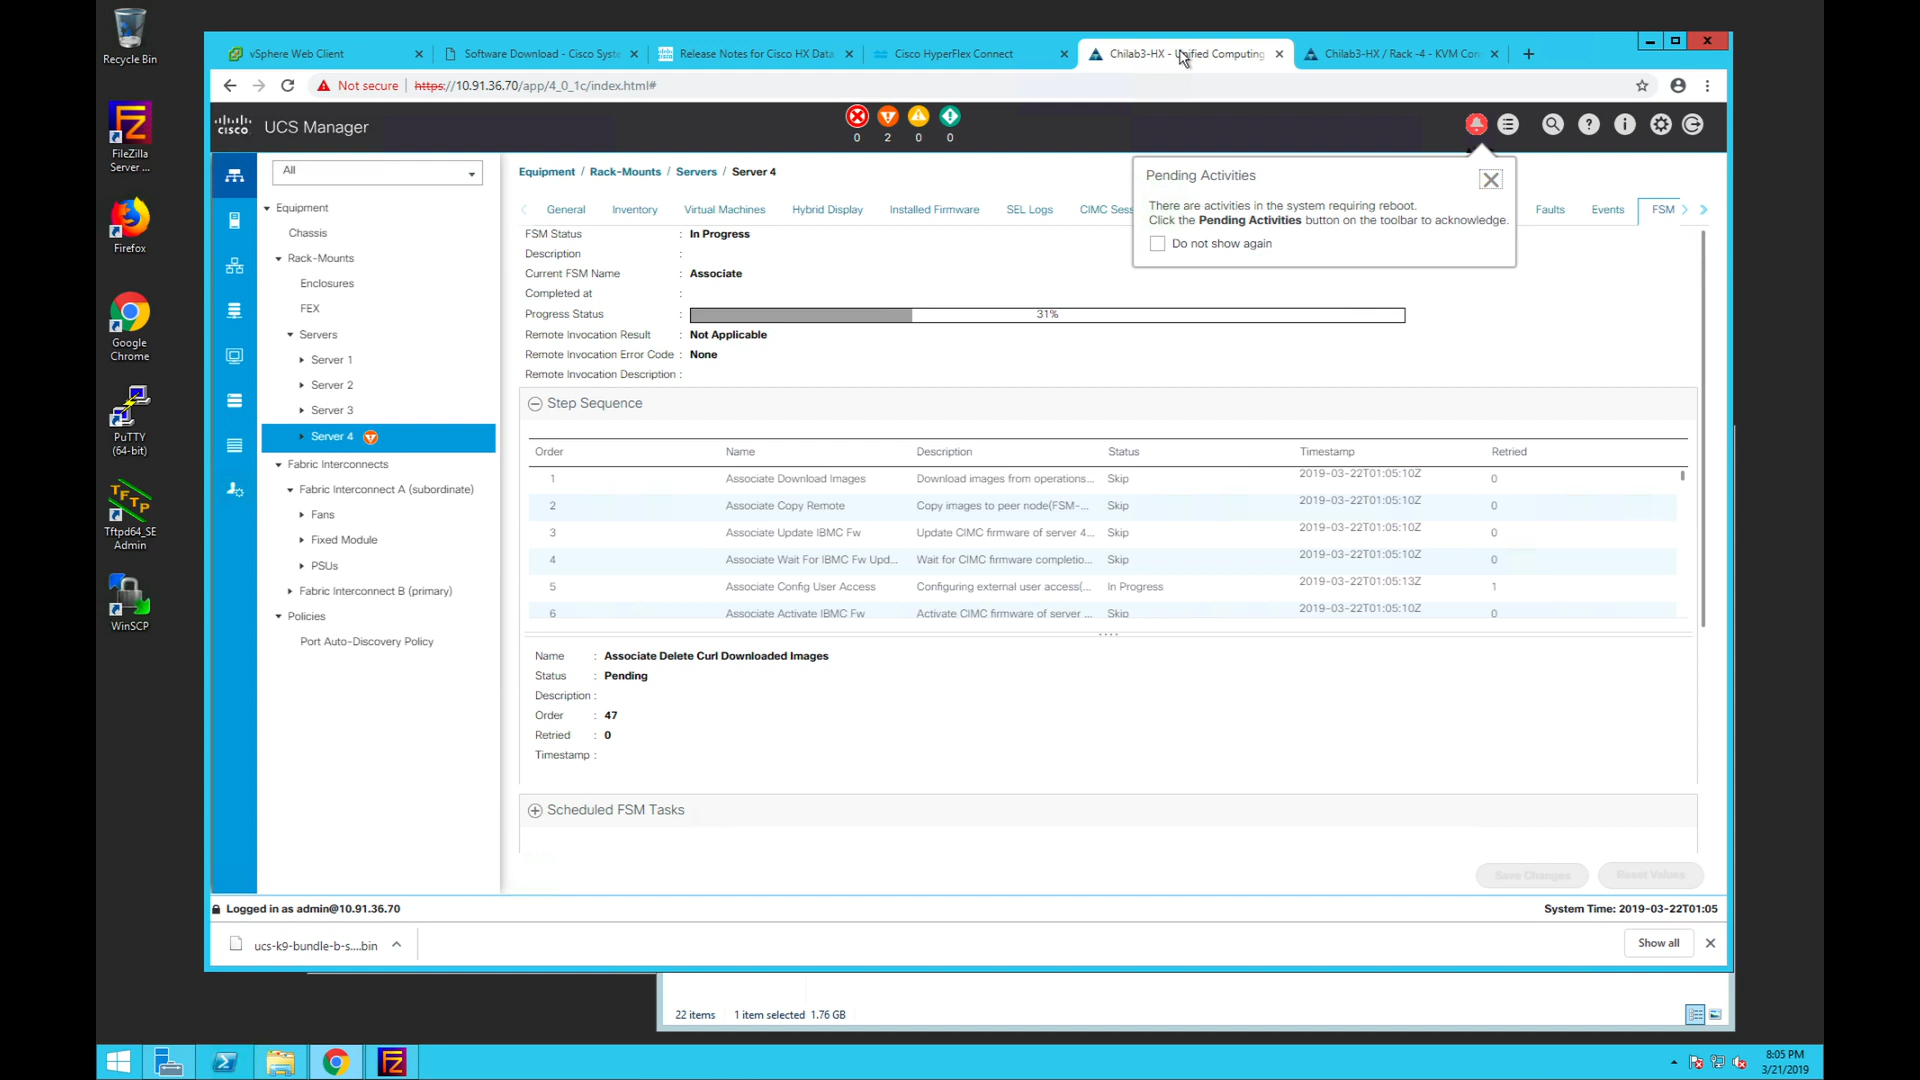 Recycle Bin
FileZilla
Server ...
Firefox
Google
Chrome
PuTTY
(64-bit)
Tftpd64_SE
Admin
WinSCP
vSphere Web Client
Software Download - Cisco Syste
Release Notes for Cisco HX Data
Cisco HyperFlex Connect
Chilab3-HX - Unified Computing
Chilab3-HX / Rack -4 - KVM Con
Not secure
https://10.91.36.70/app/4_0_1c/index.html#
CISCO
UCS Manager
0
2
0
0
All
Equipment
Chassis
Rack-Mounts
Enclosures
FEX
Servers
Server 1
Server 2
Server 3
Server 4
Fabric Interconnects
Fabric Interconnect A (subordinate)
Fans
Fixed Module
PSUs
Fabric Interconnect B (primary)
Policies
Port Auto-Discovery Policy
Equipment / Rack-Mounts / Servers / Server 4
General
Inventory
Virtual Machines
Hybrid Display
Installed Firmware
SEL Logs
CIMC Sess
Faults
Events
FSM
Pending Activities
There are activities in the system requiring reboot.
Click the Pending Activities button on the toolbar to acknowledge.
Do not show again
FSM Status : In Progress
Description :
Current FSM Name : Associate
Completed at :
Progress Status : 31%
Remote Invocation Result : Not Applicable
Remote Invocation Error Code : None
Remote Invocation Description :
Step Sequence
Order Name Description Status Timestamp Retried
1 Associate Download Images Download images from operations... Skip 2019-03-22T01:05:10Z 0
2 Associate Copy Remote Copy images to peer node(FSM-... Skip 2019-03-22T01:05:10Z 0
3 Associate Update IBMC Fw Update CIMC firmware of server 4... Skip 2019-03-22T01:05:10Z 0
4 Associate Wait For IBMC Fw Upd... Wait for CIMC firmware completio... Skip 2019-03-22T01:05:10Z 0
5 Associate Config User Access Configuring external user access(... In Progress 2019-03-22T01:05:13Z 1
6 Associate Activate IBMC Fw Activate CIMC firmware of server ... Skip 2019-03-22T01:05:10Z 0
Name : Associate Delete Curl Downloaded Images
Status : Pending
Description :
Order : 47
Retried : 0
Timestamp :
Scheduled FSM Tasks
Save Changes
Reset Values
Logged in as admin@10.91.36.70
System Time: 2019-03-22T01:05
ucs-k9-bundle-b-s....bin
Show all
22 items
1 item selected 1.76 GB
8:05 PM
3/21/2019